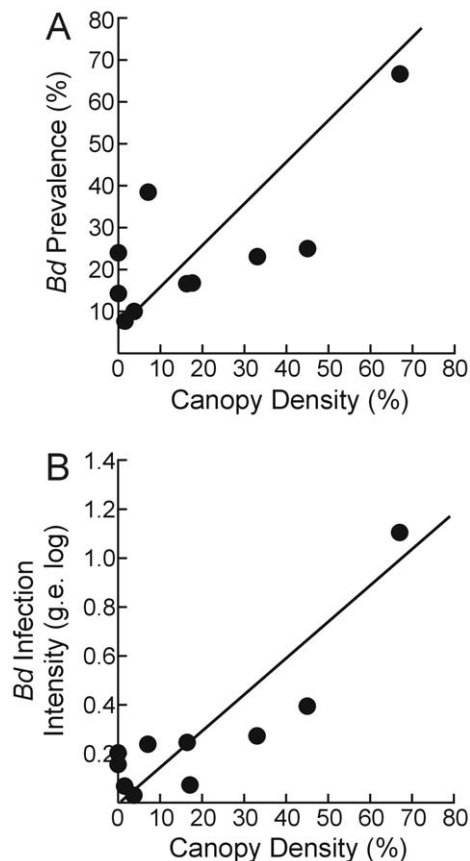 A
80
70
60
50
40
30
20
10
Bd Prevalence (%)
0 10 20 30 40 50 60 70 80
Canopy Density (%)
B
1.4
1.2
1.0
0.8
0.6
0.4
0.2
Bd Infection
Intensity (g.e. log)
0 10 20 30 40 50 60 70 80
Canopy Density (%)